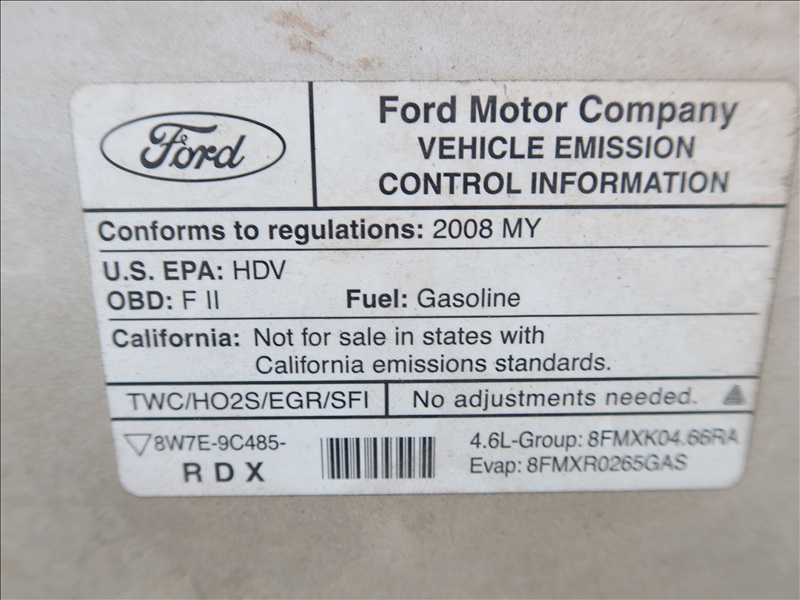 Ford
Ford Motor Company
VEHICLE EMISSION
CONTROL INFORMATION
Conforms to regulations: 2008 MY
U.S. EPA: HDV
OBD: F II Fuel: Gasoline
California: Not for sale in states with
California emissions standards.
TWC/HO2S/EGR/SFI No adjustments needed.
8W7E-9C485-
R D X
4.6L-Group: 8FMXK04.66RA
Evap: 8FMXR0265GAS